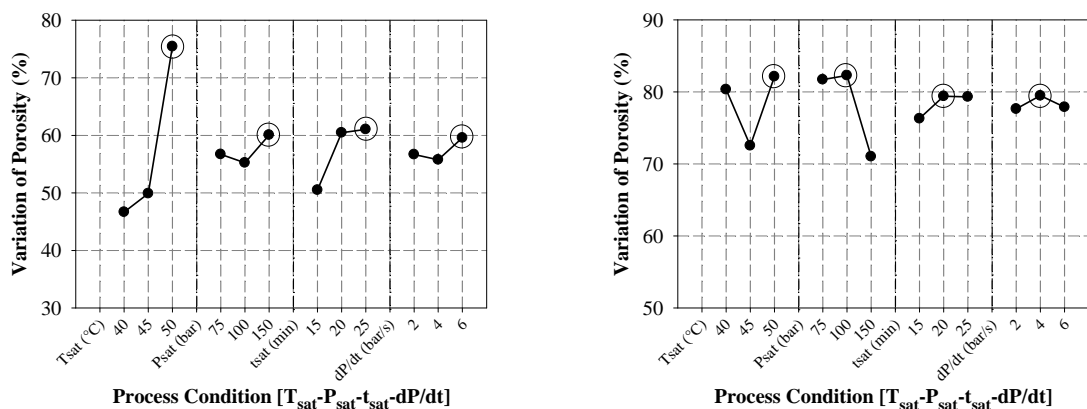 Variation of Porosity (%)
80
70
60
50
40
30
Tsat (°C)
40
45
50
Psat (bar)
75
100
150
tsat (min)
15
20
25
dP/dt (bar/s)
2
4
6
Process Condition [Tsat-Psat-tsat-dP/dt]
Variation of Porosity (%)
90
80
70
60
50
Tsat (°C)
40
45
50
Psat (bar)
75
100
150
tsat (min)
15
20
25
dP/dt (bar/s)
2
4
6
Process Condition [Tsat-Psat-tsat-dP/dt]